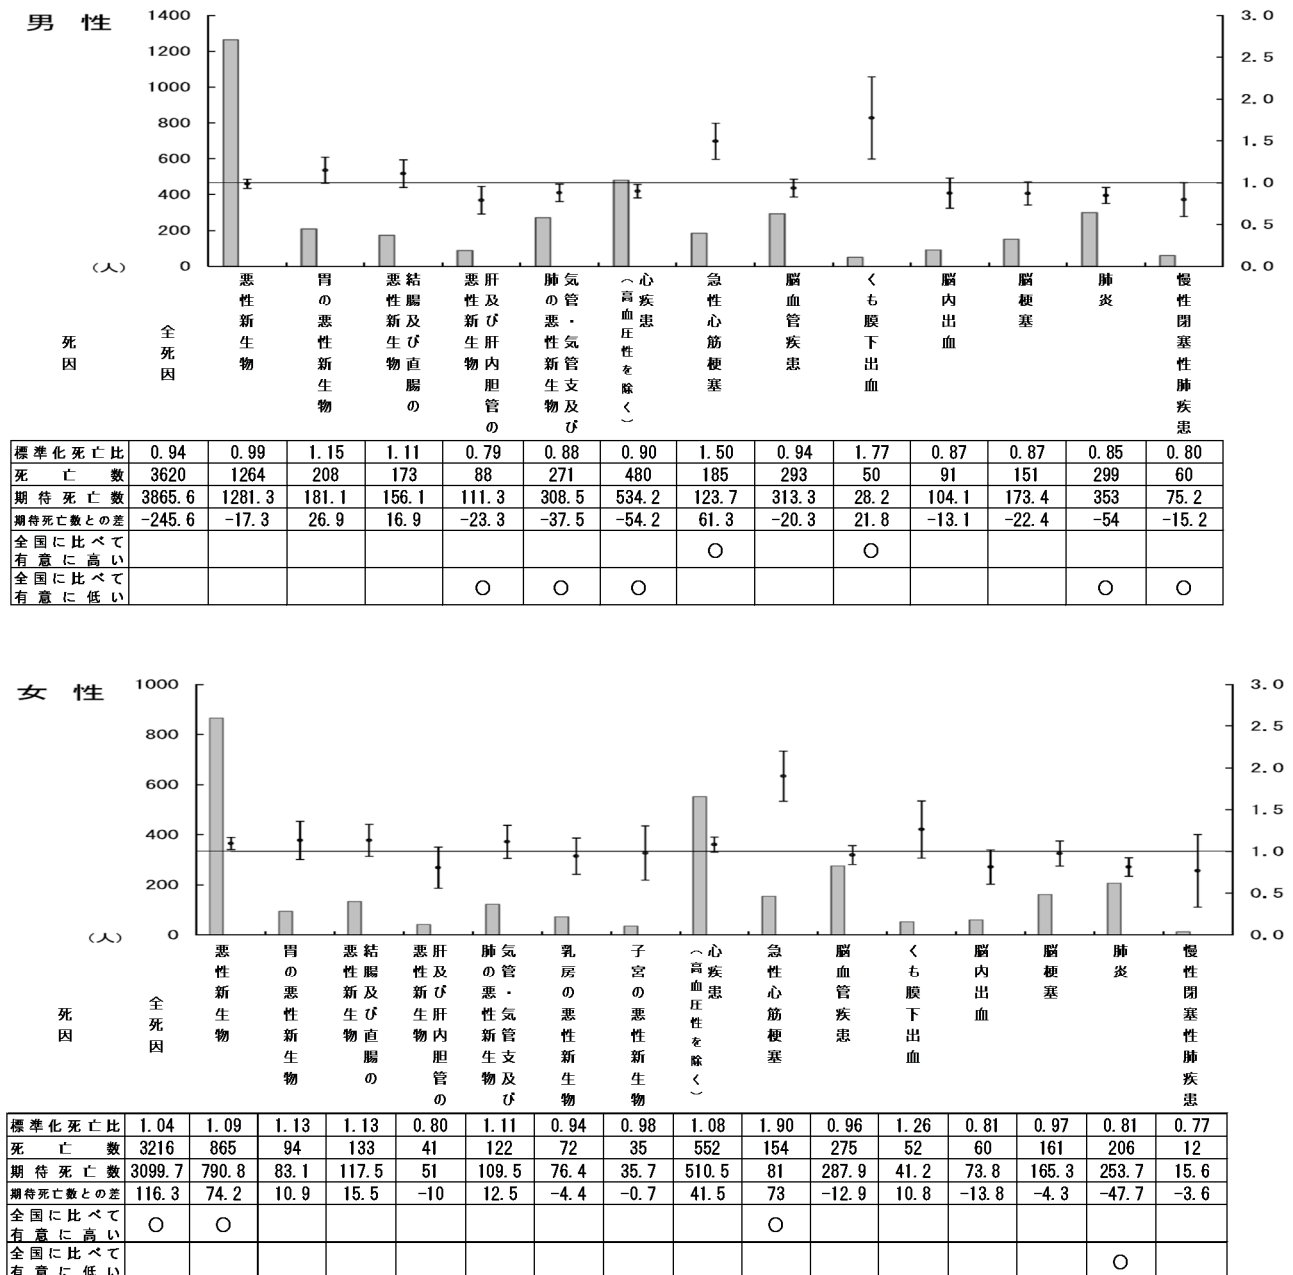 男 性
1400
1200
1000
800
600
400
200
0
(人)
3.0
2.5
2.0
1.5
1.0
0.5
0.0
死因
全死因
悪性新生物
胃の悪性新生物
結腸及び直腸の
悪性新生物
肝及び肝内胆管の
悪性新生物
気管・気管支及び
肺の悪性新生物
心疾患
(高血圧性を除く)
急性心筋梗塞
脳血管疾患
くも膜下出血
脳内出血
脳梗塞
肺炎
慢性閉塞性肺疾患
標準化死亡比 0.94 0.99 1.15 1.11 0.79 0.88 0.90 1.50 0.94 1.77 0.87 0.87 0.85 0.80
死亡数 3620 1264 208 173 88 271 480 185 293 50 91 151 299 60
期待死亡数 3865.6 1281.3 181.1 156.1 111.3 308.5 534.2 123.7 313.3 28.2 104.1 173.4 353 75.2
期待死亡数との差 -245.6 -17.3 26.9 16.9 -23.3 -37.5 -54.2 61.3 -20.3 21.8 -13.1 -22.4 -54 -15.2
全国に比べて
有意に高い ○ ○
全国に比べて
有意に低い ○ ○ ○ ○ ○
女 性
1000
800
600
400
200
0
(人)
3.0
2.5
2.0
1.5
1.0
0.5
0.0
死因
全死因
悪性新生物
胃の悪性新生物
結腸及び直腸の
悪性新生物
肝及び肝内胆管の
悪性新生物
気管・気管支及び
肺の悪性新生物
乳房の悪性新生物
子宮の悪性新生物
心疾患
(高血圧性を除く)
急性心筋梗塞
脳血管疾患
くも膜下出血
脳内出血
脳梗塞
肺炎
慢性閉塞性肺疾患
標準化死亡比 1.04 1.09 1.13 1.13 0.80 1.11 0.94 0.98 1.08 1.90 0.96 1.26 0.81 0.97 0.81 0.77
死亡数 3216 865 94 133 41 122 72 35 552 154 275 52 60 161 206 12
期待死亡数 3099.7 790.8 83.1 117.5 51 109.5 76.4 35.7 510.5 81 287.9 41.2 73.8 165.3 253.7 15.6
期待死亡数との差 116.3 74.2 10.9 15.5 -10 12.5 -4.4 -0.7 41.5 73 -12.9 10.8 -13.8 -4.3 -47.7 -3.6
全国に比べて
有意に高い ○ ○ ○
全国に比べて
有意に低い ○